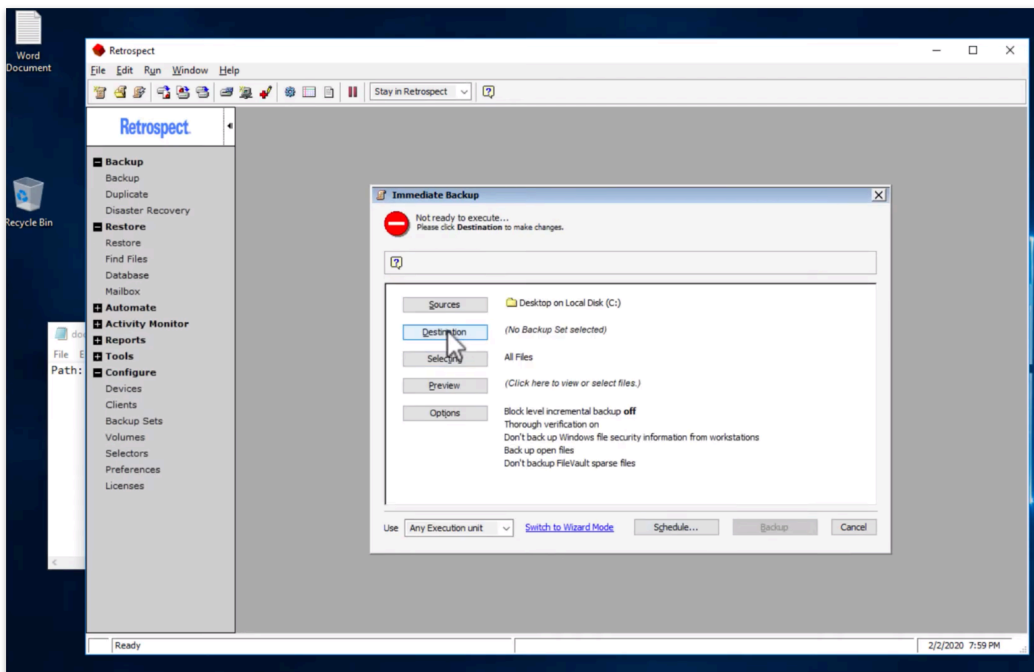 Word
Document
Recycle Bin
Retrospect
File Edit Run Window Help
Stay in Retrospect
Retrospect
Backup
Backup
Duplicate
Disaster Recovery
Restore
Restore
Find Files
Database
Mailbox
Automate
Activity Monitor
Reports
Tools
Configure
Devices
Clients
Backup Sets
Volumes
Selectors
Preferences
Licenses
File
Path:
Immediate Backup
Not ready to execute...
Please click Destination to make changes.
Sources Desktop on Local Disk (C:)
Destination (No Backup Set selected)
Selecting All Files
Preview (Click here to view or select files.)
Options Block level incremental backup off
Thorough verification on
Don't back up Windows file security information from workstations
Back up open files
Don't backup FileVault sparse files
Use Any Execution unit Switch to Wizard Mode Schedule... Backup Cancel
Ready 2/2/2020 7:59 PM